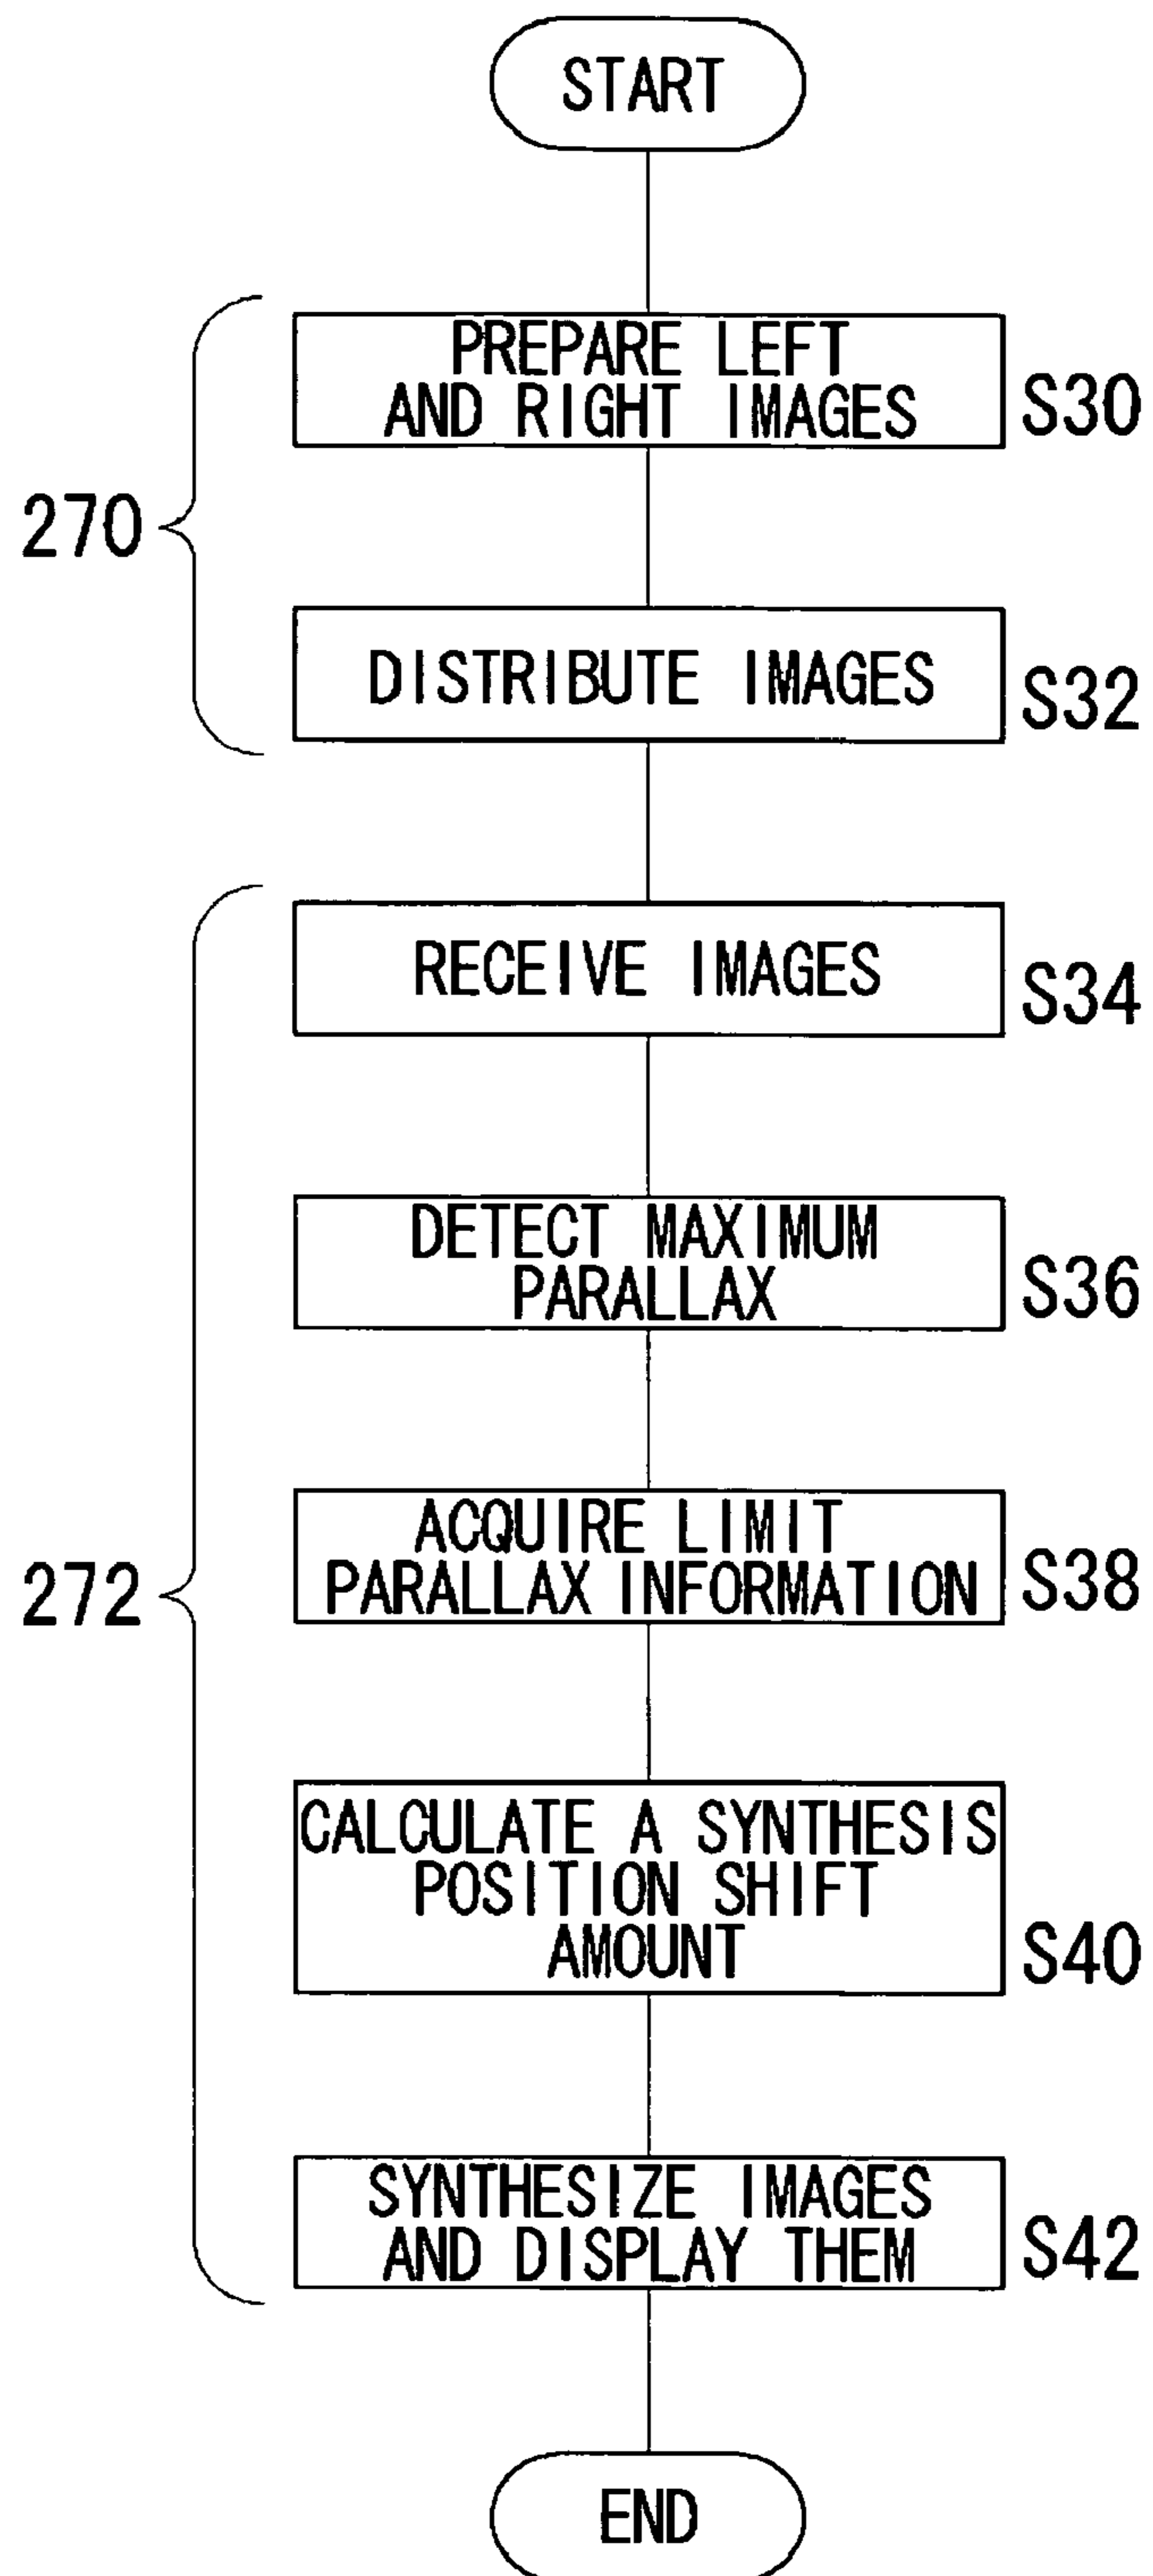 START
PREPARE LEFT
AND RIGHT IMAGES
S30
270
DISTRIBUTE IMAGES
S32
RECEIVE IMAGES
S34
DETECT MAXIMUM
PARALLAX
S36
ACQUIRE LIMIT
PARALLAX INFORMATION
S38
272
CALCULATE A SYNTHESIS
POSITION SHIFT
AMOUNT
S40
SYNTHESIZE IMAGES
AND DISPLAY THEM
S42
END